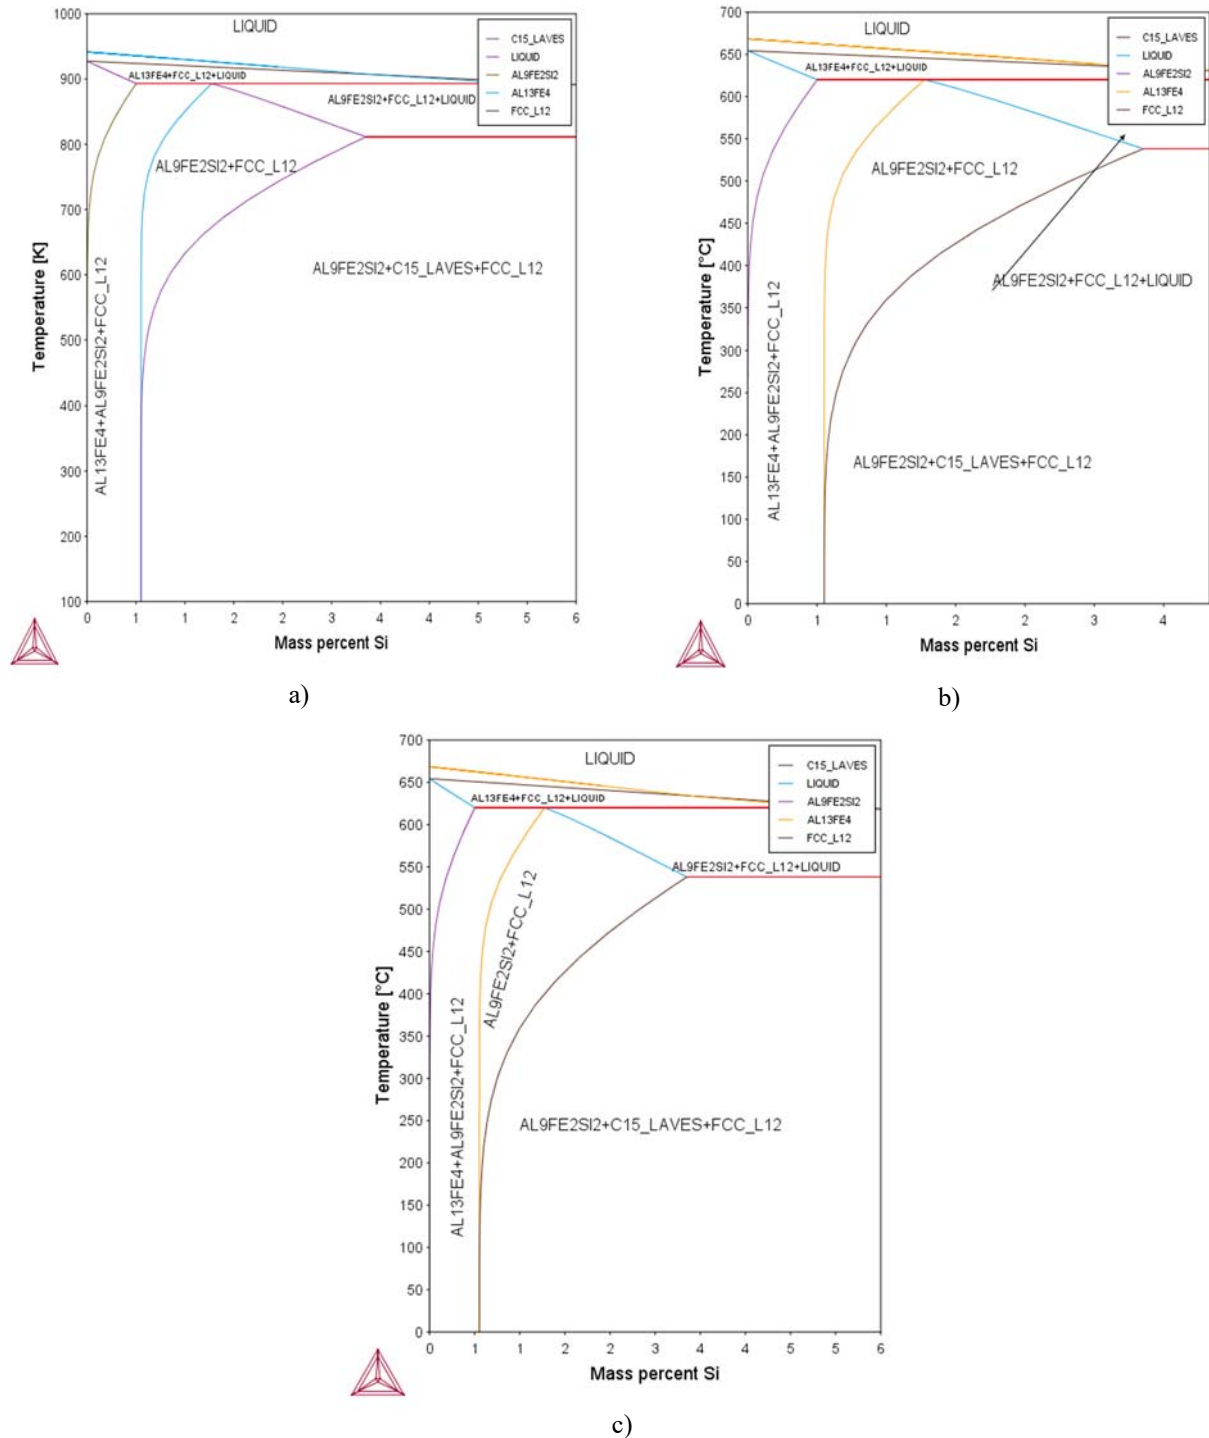 1000
900
800
700
600
500
400
300
200
100
Temperature [K]
0
1
1
2
2
3
4
4
5
5
6
Mass percent Si
LIQUID
C15_LAVES
LIQUID
AL9FE2SI2
AL13FE4
FCC_L12
AL13FE4+FCC_L12+LIQUID
AL9FE2SI2+FCC_L12+LIQUID
AL9FE2SI2+FCC_L12
AL9FE2SI2+C15_LAVES+FCC_L12
AL13FE4+AL9FE2SI2+FCC_L12
a)
700
650
600
550
500
450
400
350
300
250
200
150
100
50
0
Temperature [°C]
0
1
1
2
2
3
4
Mass percent Si
LIQUID
C15_LAVES
LIQUID
AL9FE2SI2
AL13FE4
FCC_L12
AL13FE4+FCC_L12+LIQUID
AL9FE2SI2+FCC_L12
AL9FE2SI2+FCC_L12+LIQUID
AL13FE4+AL9FE2SI2+FCC_L12
AL9FE2SI2+C15_LAVES+FCC_L12
b)
700
650
600
550
500
450
400
350
300
250
200
150
100
50
0
Temperature [°C]
0
1
1
2
2
3
4
4
5
5
6
Mass percent Si
LIQUID
C15_LAVES
LIQUID
AL9FE2SI2
AL13FE4
FCC_L12
AL13FE4+FCC_L12+LIQUID
AL9FE2SI2+FCC_L12+LIQUID
AL9FE2SI2+FCC_L12
AL13FE4+AL9FE2SI2+FCC_L12
AL9FE2SI2+C15_LAVES+FCC_L12
c)